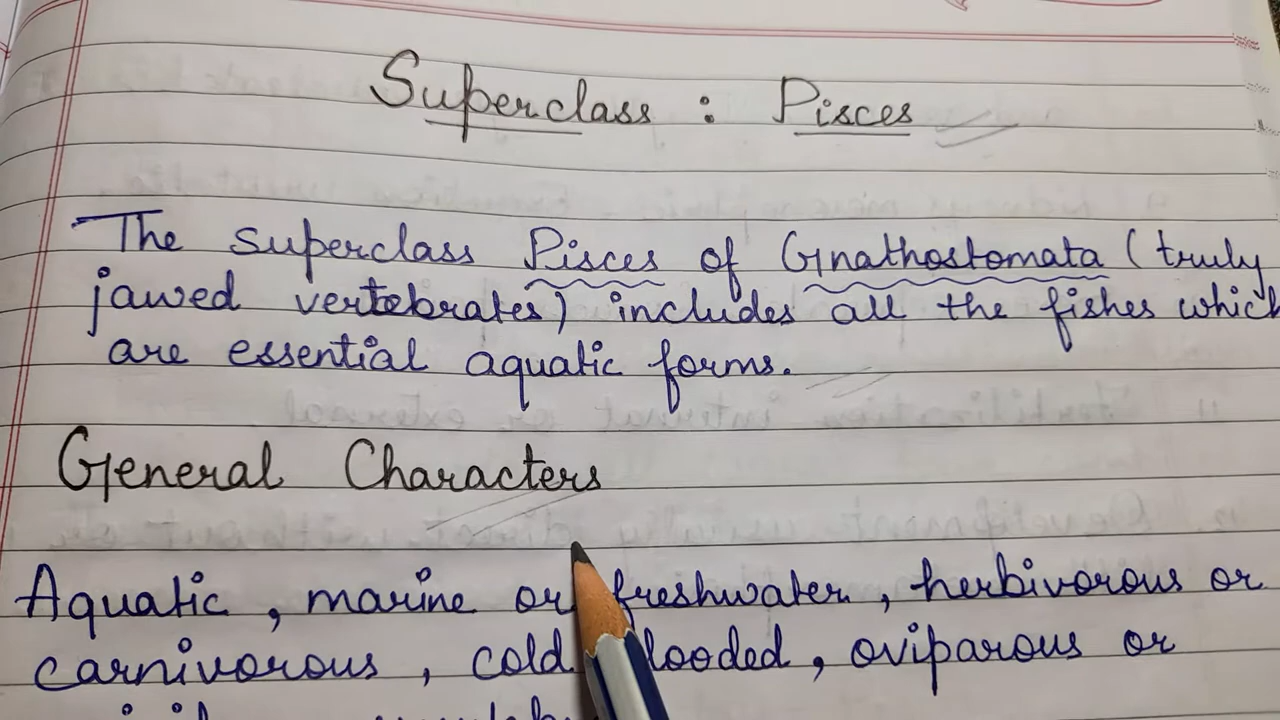 Superclass : Pisces
The superclass Pisces of Gnathostomata (truly
jawed vertebrates) includes all the fishes which
are essential aquatic forms.
General Characters
Aquatic, marine or freshwater, herbivorous or
carnivorous, cold blooded, oviparous or